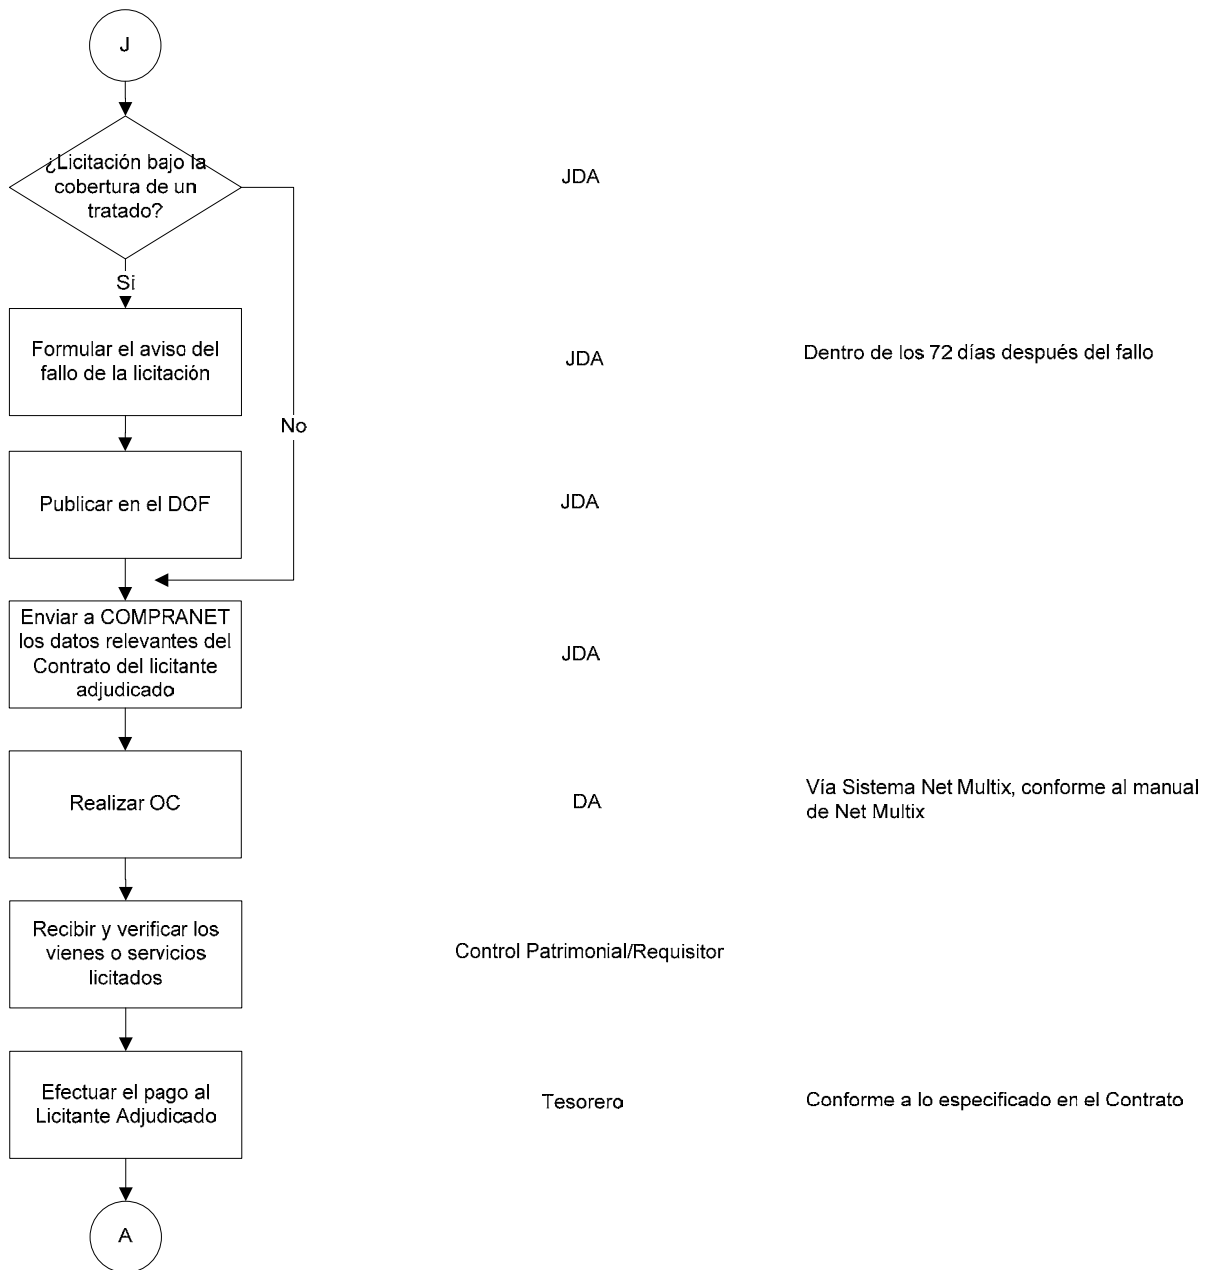 J
¿Licitación bajo la
cobertura de un
tratado?
JDA
Si
Formular el aviso del
fallo de la licitación
JDA
Dentro de los 72 días después del fallo
No
Publicar en el DOF
JDA
Enviar a COMPRANET
los datos relevantes del
Contrato del licitante
adjudicado
JDA
Realizar OC
DA
Vía Sistema Net Multix, conforme al manual
de Net Multix
Recibir y verificar los
vienes o servicios
licitados
Control Patrimonial/Requisitor
Efectuar el pago al
Licitante Adjudicado
Tesorero
Conforme a lo especificado en el Contrato
A